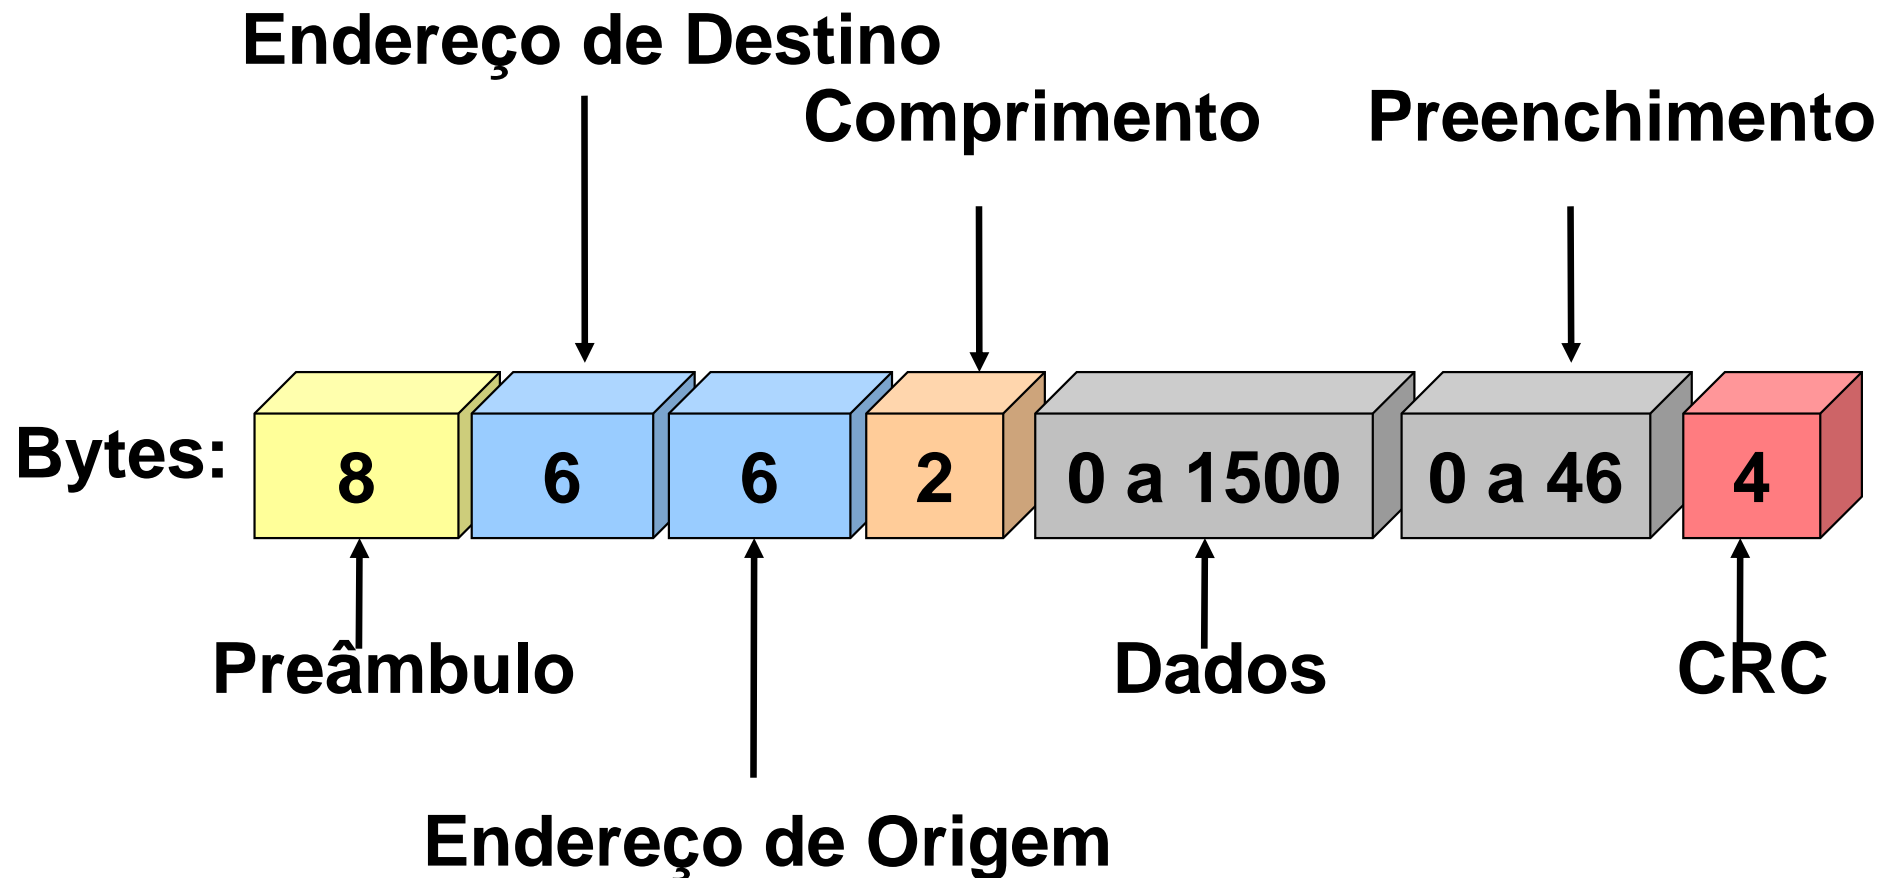 Endereço de Destino
Comprimento
Preenchimento
Bytes:
8
6
6
2
0 a 1500
0 a 46
4
Preâmbulo
Dados
CRC
Endereço de Origem